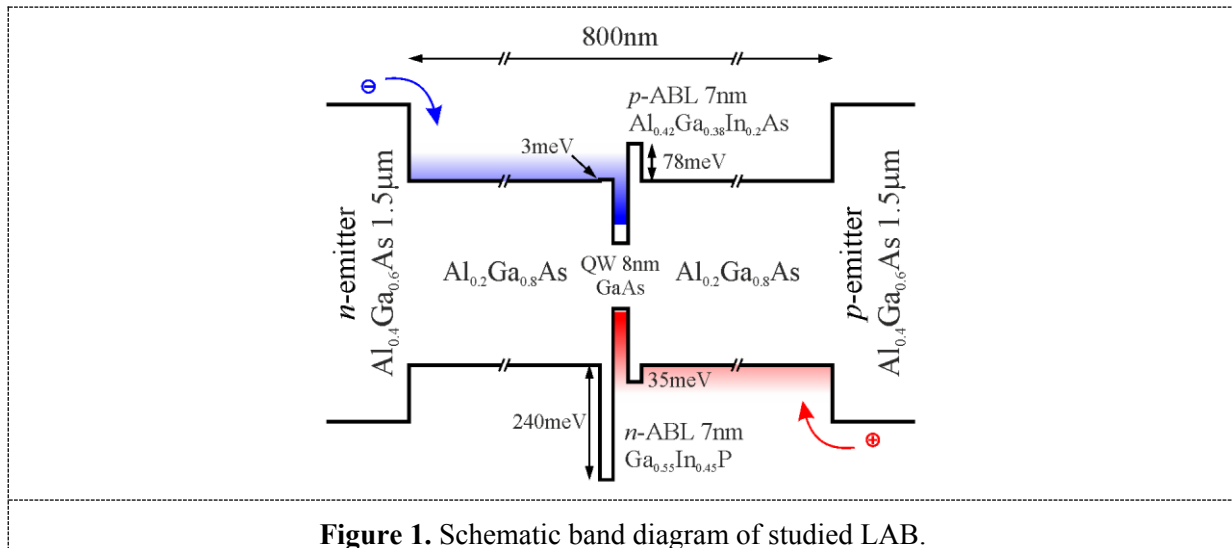 800nm
⊖
p-ABL 7nm
Al₀.₄₂Ga₀.₃₈In₀.₂As
3meV
78meV
n-emitter
Al₀.₄Ga₀.₆As 1.5μm
Al₀.₂Ga₀.₈As
QW 8nm
GaAs
Al₀.₂Ga₀.₈As
p-emitter
Al₀.₄Ga₀.₆As 1.5μm
35meV
240meV
n-ABL 7nm
Ga₀.₅₅In₀.₄₅P
⊕
Figure 1. Schematic band diagram of studied LAB.